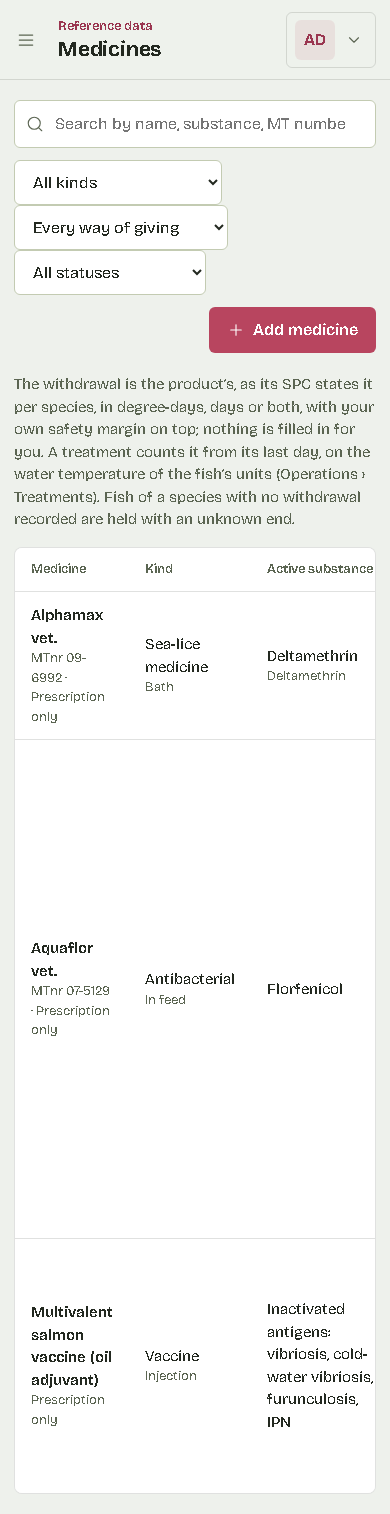 Reference data
Medicines
AD
Search by name, substance, MT numbe
All kinds
Every way of giving
All statuses
+ Add medicine
The withdrawal is the product's, as its SPC states it
per species, in degree-days, days or both, with your
own safety margin on top; nothing is filled in for
you. A treatment counts it from its last day, on the
water temperature of the fish's units (Operations ›
Treatments). Fish of a species with no withdrawal
recorded are held with an unknown end.
Medicine Kind Active substance
Alphamax
vet.
MTnr 09-
6992 ·
Prescription
only
Sea-lice
medicine
Bath
Deltamethrin
Deltamethrin
Aquaflor
vet.
MTnr 07-5129
· Prescription
only
Antibacterial
In feed
Florfenicol
Multivalent
salmon
vaccine (oil
adjuvant)
Prescription
only
Vaccine
Injection
Inactivated
antigens:
vibriosis, cold-
water vibriosis,
furunculosis,
IPN